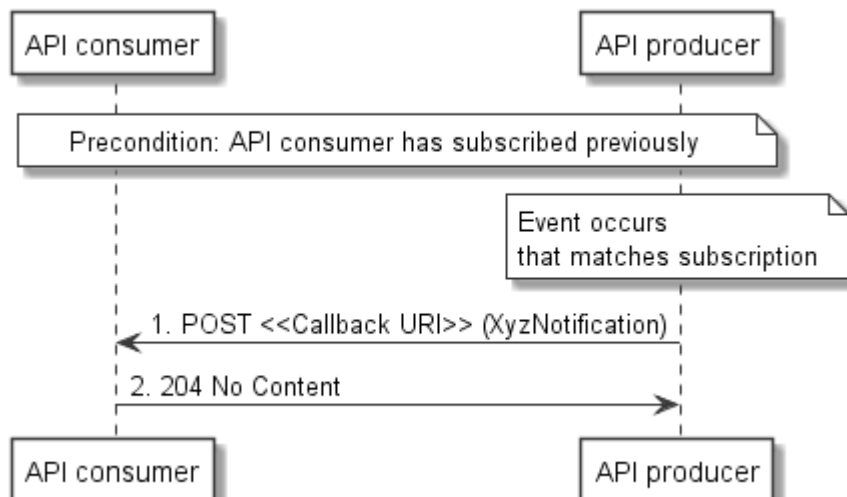 API consumer
API producer
Precondition: API consumer has subscribed previously
Event occurs
that matches subscription
1. POST <<Callback URI>> (XyzNotification)
2. 204 No Content
API consumer
API producer